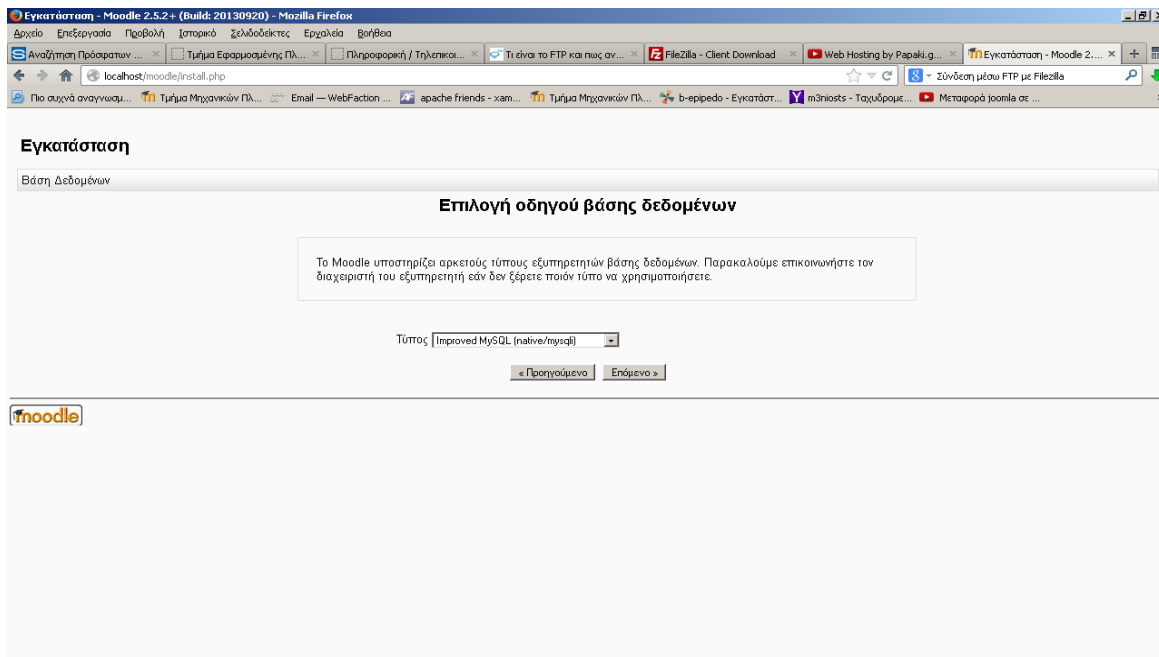 Εγκατάσταση - Moodle 2.5.2+ (Build: 20130920) - Mozilla Firefox
Αρχείο Επεξεργασία Προβολή Ιστορικό Σελιδοδείκτες Εργαλεία Βοήθεια
Αναζήτηση Πρόσφατων ... Τμήμα Εφαρμοσμένης Πλ... Πληροφορική / Τηλεπικοι... Τι είναι το FTP και πως αν... FileZilla - Client Download Web Hosting by Papaki.g... Εγκατάσταση - Moodle 2....
localhost/moodle/install.php Σύνδεση μέσω FTP με Filezilla
Πιο συχνά αναγνωσμ... Τμήμα Μηχανικών Πλ... Email — WebFaction ... apache friends - xam... Τμήμα Μηχανικών Πλ... b-epipedo - Εγκατάστ... m3niosts - Ταχυδρομε... Μεταφορά joomla σε ...
Εγκατάσταση
Βάση Δεδομένων
Επιλογή οδηγού βάσης δεδομένων
Το Moodle υποστηρίζει αρκετούς τύπους εξυπηρετητών βάσης δεδομένων. Παρακαλούμε επικοινωνήστε τον
διαχειριστή του εξυπηρετητή εάν δεν ξέρετε ποιόν τύπο να χρησιμοποιήσετε.
Τύπος Improved MySQL (native/mysqli)
« Προηγούμενο Επόμενο »
moodle